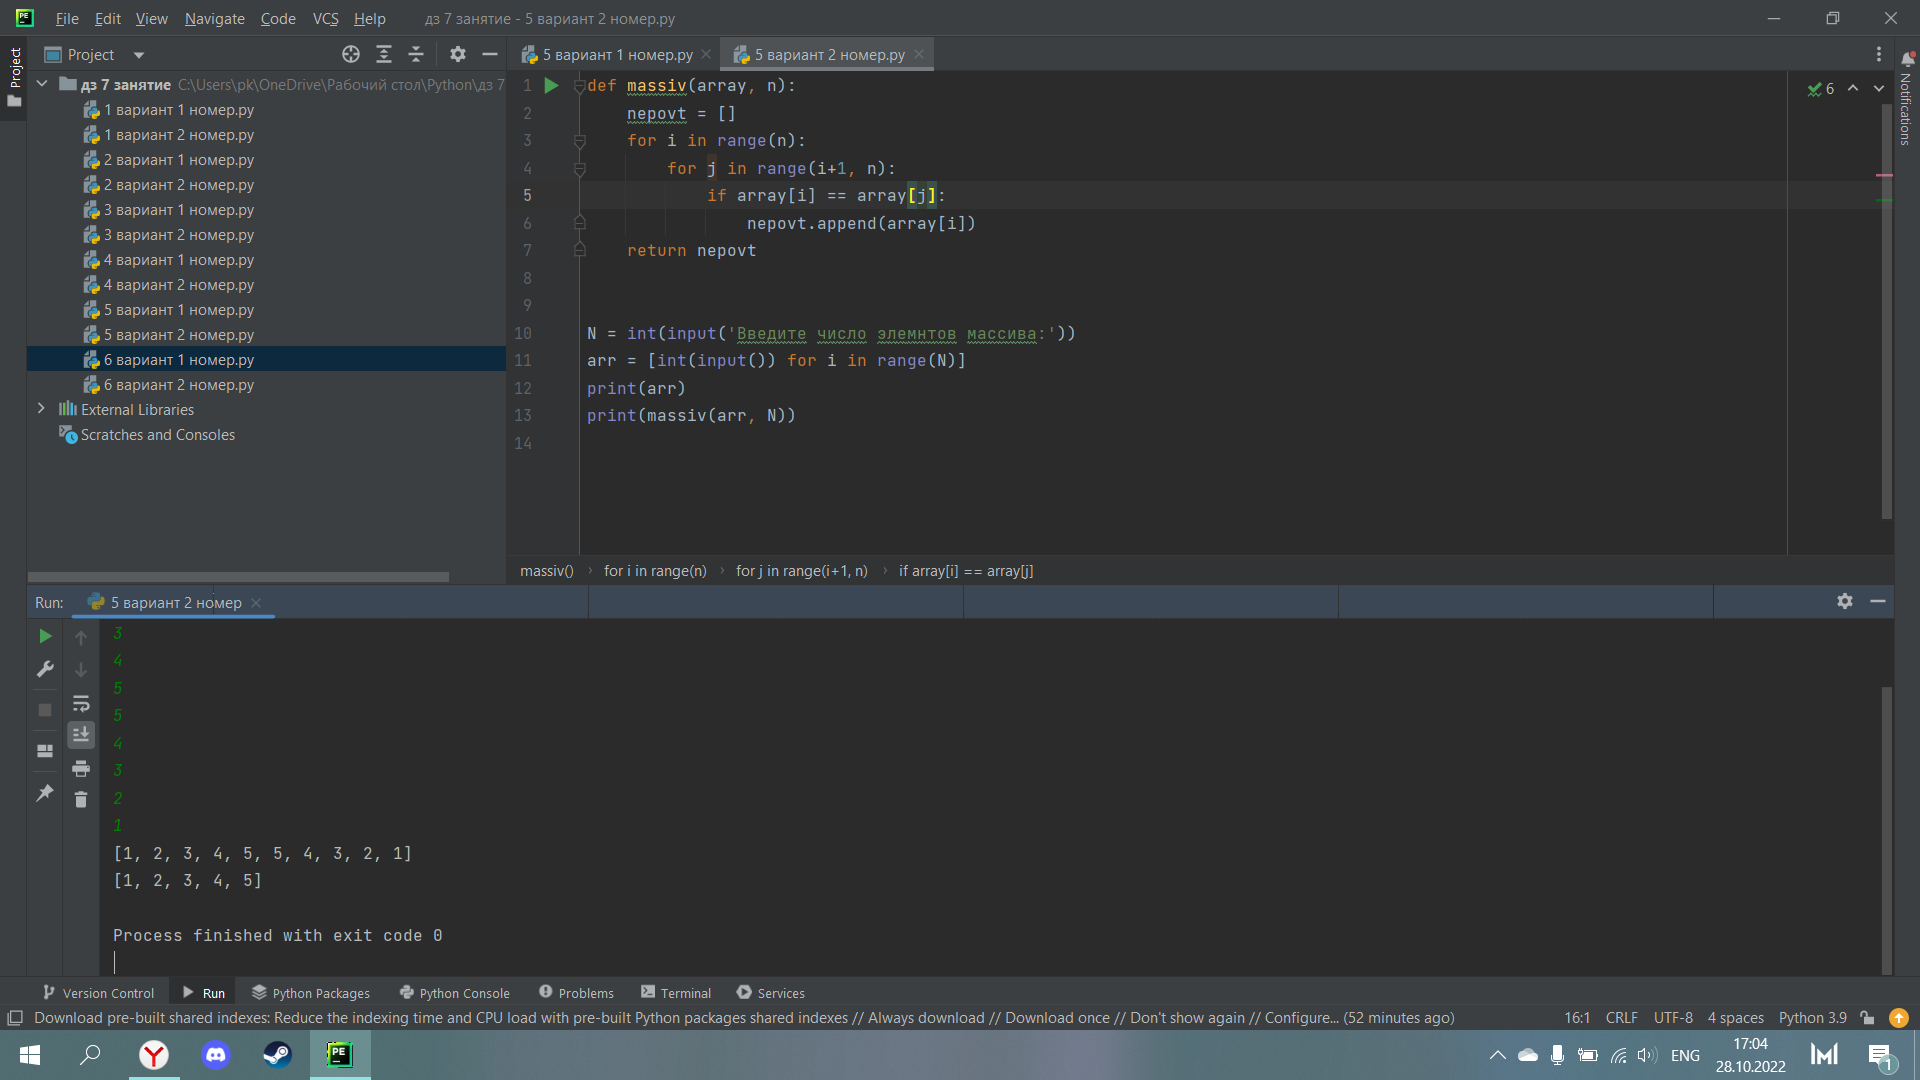 File Edit View Navigate Code VCS Help дз 7 занятие - 5 вариант 2 номер.py
Project
Project
5 вариант 1 номер.py
5 вариант 2 номер.py
Notifications
дз 7 занятие C:\Users\pk\OneDrive\Рабочий стол\Python\дз 7
1 вариант 1 номер.py
1 вариант 2 номер.py
2 вариант 1 номер.py
2 вариант 2 номер.py
3 вариант 1 номер.py
3 вариант 2 номер.py
4 вариант 1 номер.py
4 вариант 2 номер.py
5 вариант 1 номер.py
5 вариант 2 номер.py
6 вариант 1 номер.py
6 вариант 2 номер.py
External Libraries
Scratches and Consoles
6
1 def massiv(array, n):
2 nepovt = []
3 for i in range(n):
4 for j in range(i+1, n):
5 if array[i] == array[j]:
6 nepovt.append(array[i])
7 return nepovt
8
9
10 N = int(input('Введите число элемнтов массива:'))
11 arr = [int(input()) for i in range(N)]
12 print(arr)
13 print(massiv(arr, N))
14
massiv() › for i in range(n) › for j in range(i+1, n) › if array[i] == array[j]
Run: 5 вариант 2 номер
3
4
5
5
4
3
2
1
[1, 2, 3, 4, 5, 5, 4, 3, 2, 1]
[1, 2, 3, 4, 5]
Process finished with exit code 0
Version Control Run Python Packages Python Console Problems Terminal Services
Download pre-built shared indexes: Reduce the indexing time and CPU load with pre-built Python packages shared indexes // Always download // Download once // Don't show again // Configure... (52 minutes ago) 16:1 CRLF UTF-8 4 spaces Python 3.9
ENG
17:04
28.10.2022
1